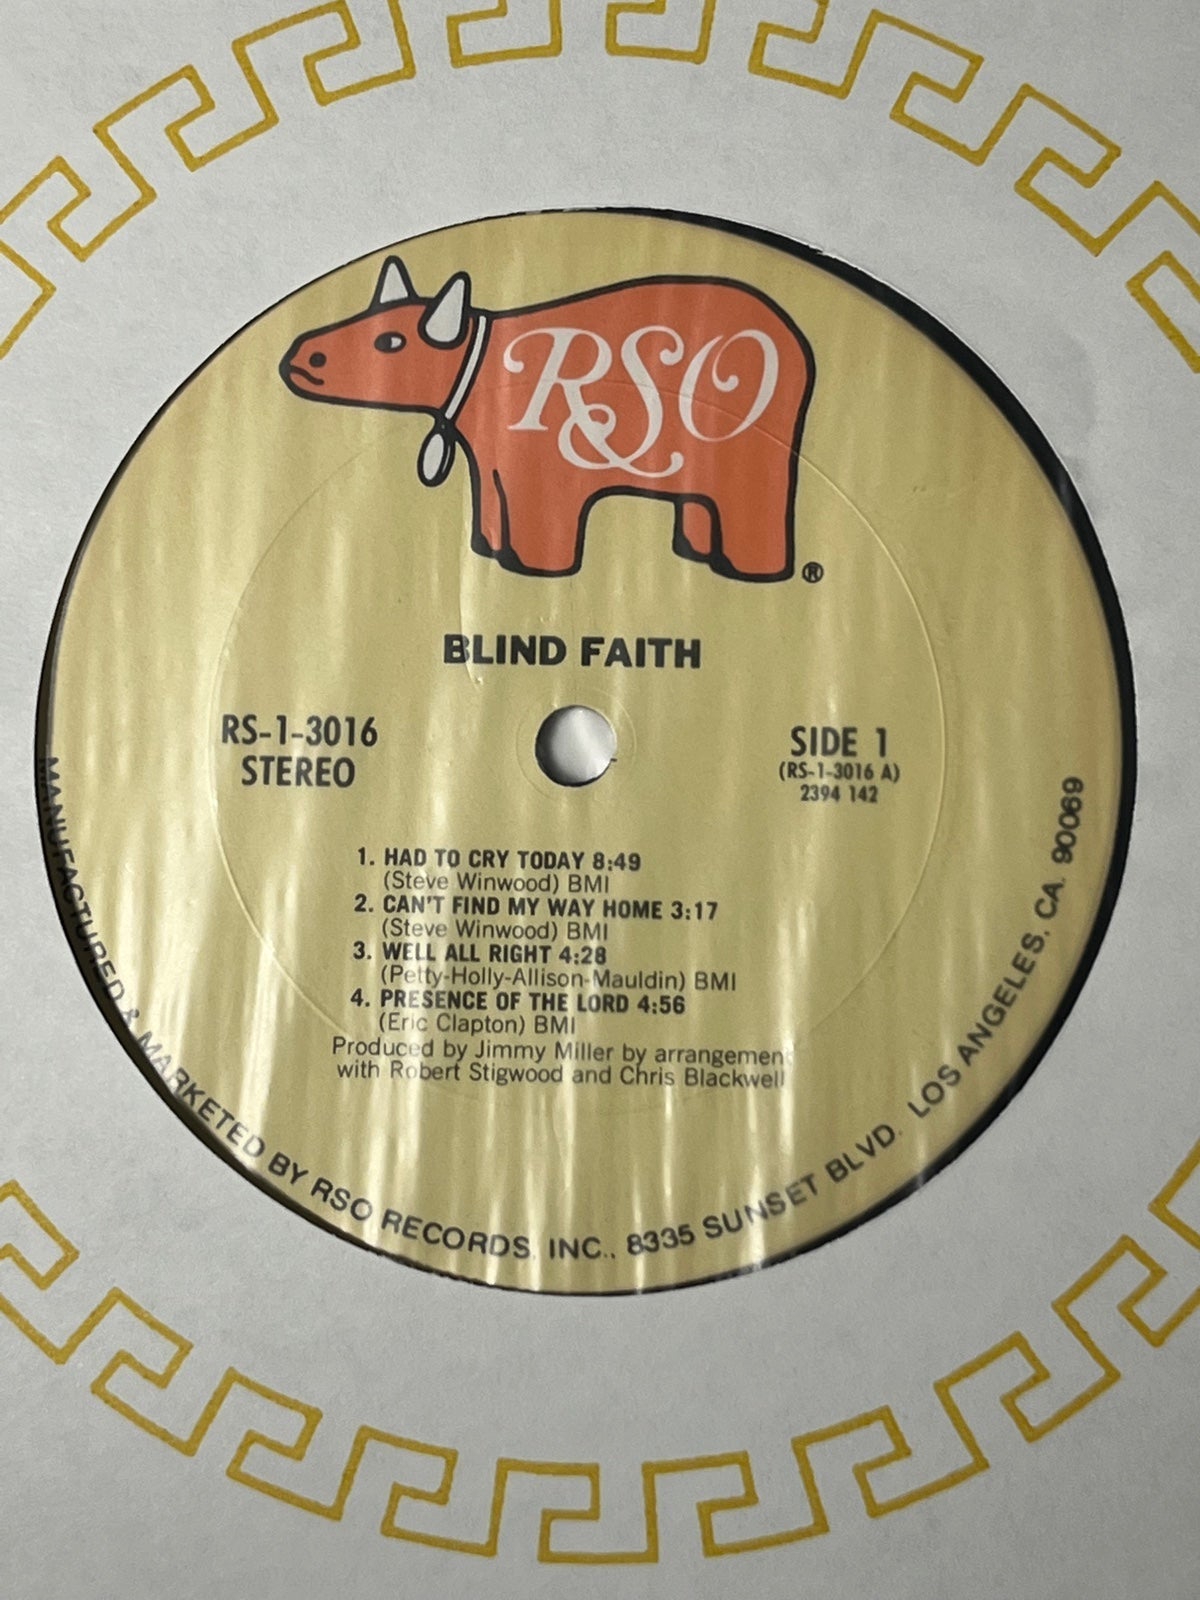 RSO
®
BLIND FAITH
RS-1-3016
STEREO
SIDE 1
(RS-1-3016 A)
2394 142
1. HAD TO CRY TODAY 8:49
(Steve Winwood) BMI
2. CAN'T FIND MY WAY HOME 3:17
(Steve Winwood) BMI
3. WELL ALL RIGHT 4:28
(Petty-Holly-Allison-Mauldin) BMI
4. PRESENCE OF THE LORD 4:56
(Eric Clapton) BMI
Produced by Jimmy Miller by arrangement
with Robert Stigwood and Chris Blackwell
MANUFACTURED & MARKETED BY RSO RECORDS, INC., 8335 SUNSET BLVD. LOS ANGELES, CA. 90069